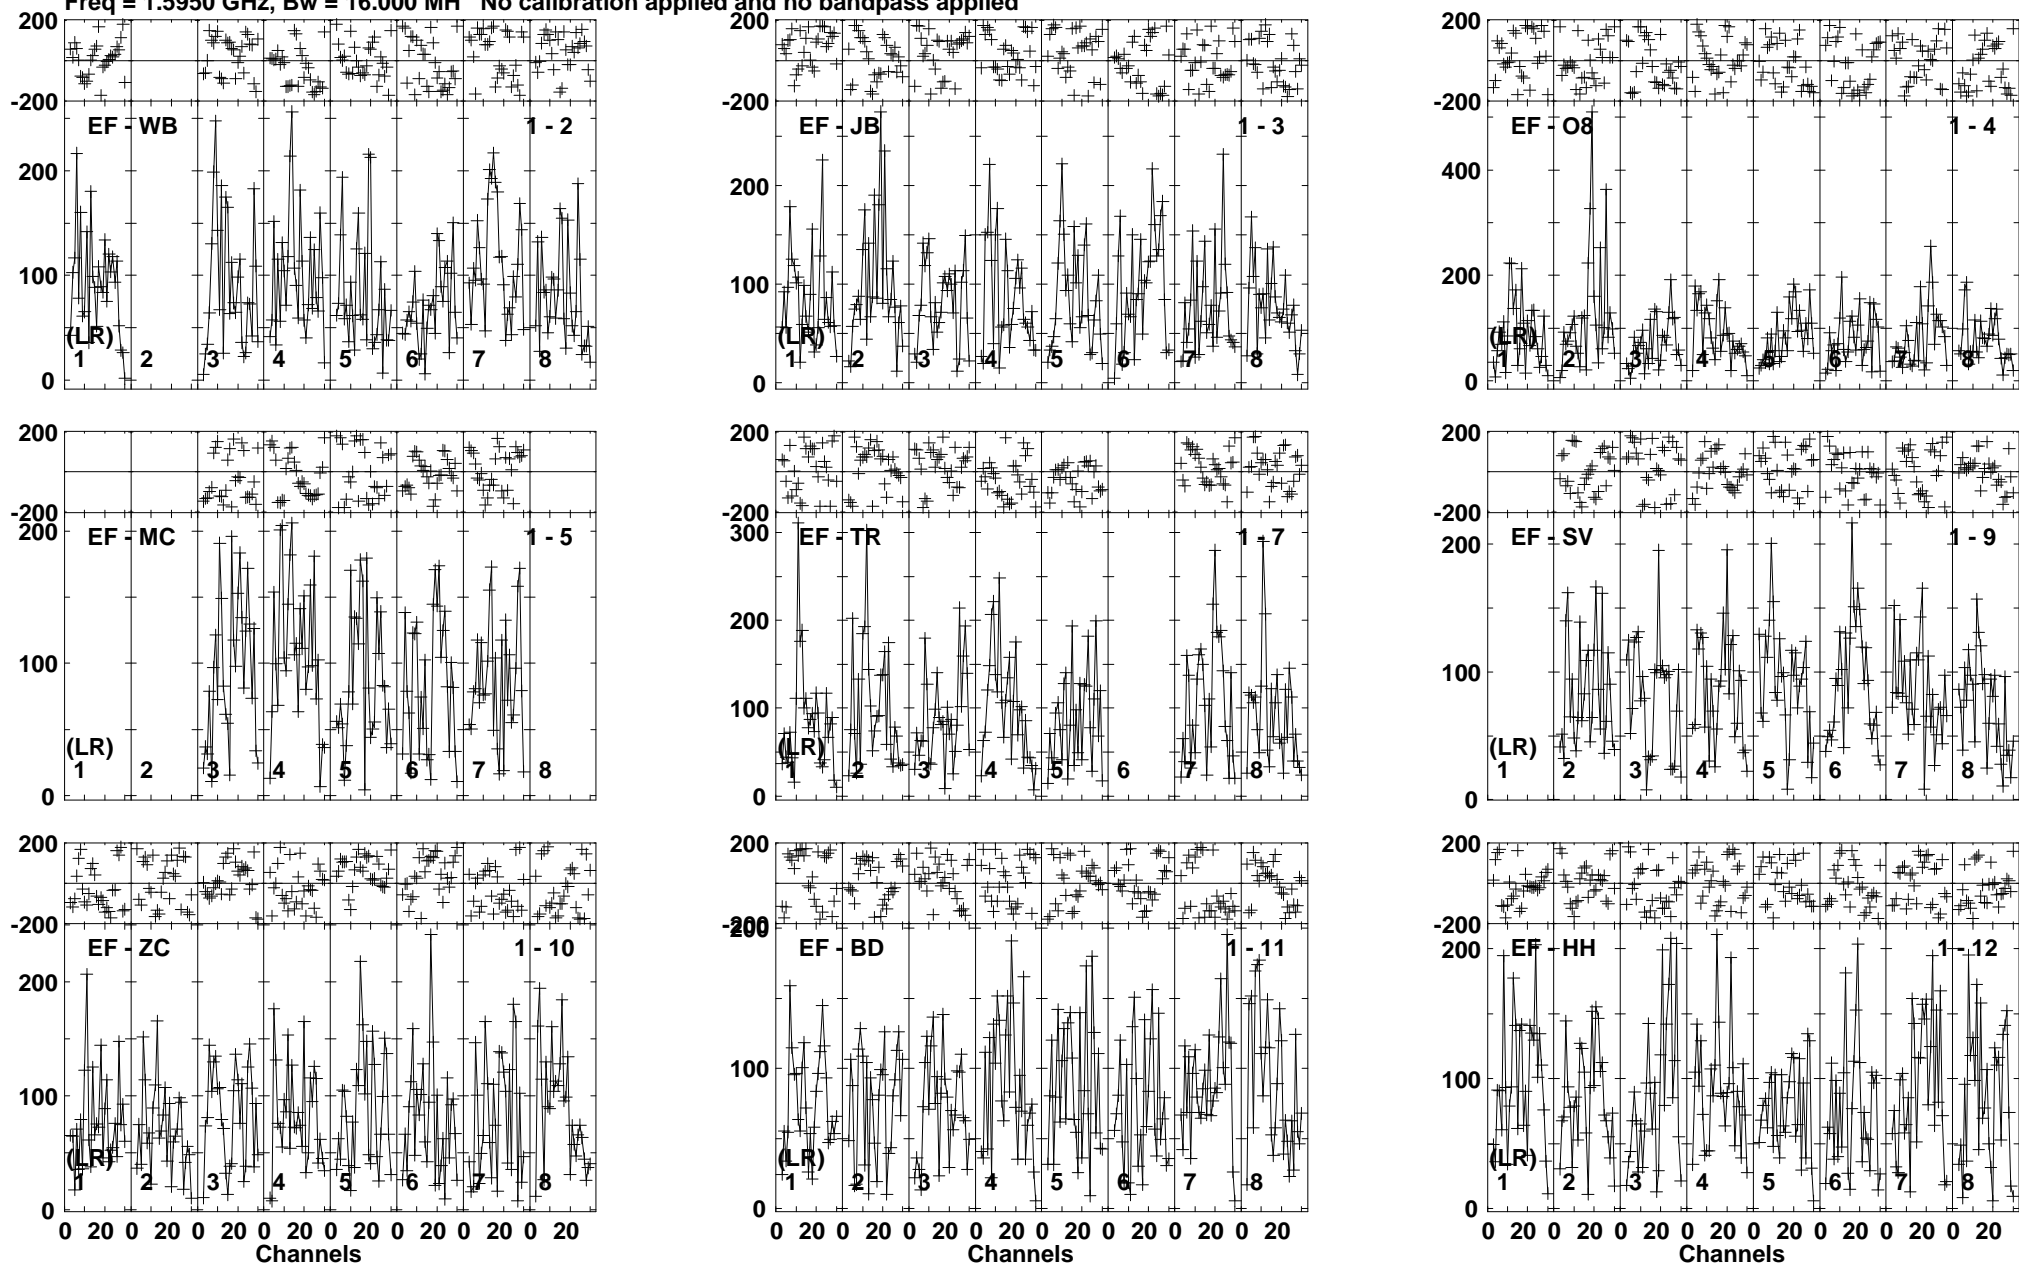 Freq = 1.5950 GHz, Bw = 16.000 MH No calibration applied and no bandpass applied
200 200 200
-200 -200 -200
EF - WB 1 - 2 EF - JB 1 - 3 EF - O8 1 - 4
400
200 200
200
100 100
(LR) (LR) (LR)
1 2 3 4 5 6 7 8 1 2 3 4 5 6 7 8 1 2 3 4 5 6 7 8
0 0 0
200 200 200
-200 -200 -200
200 300
EF - MC 1 - 5 EF - TR 1 - 7 EF - SV 1 - 9
200 200
100 100 100
(LR) (LR) (LR)
1 2 3 4 5 6 7 8 1 2 3 4 5 6 7 8 1 2 3 4 5 6 7 8
0 0 0
200 200 200
-200 -200 -200
200
EF - ZC 1 - 10 EF - BD 1 - 11 EF - HH 1 - 12
200 200
100 100 100
(LR) (LR) (LR)
1 2 3 4 5 6 7 8 1 2 3 4 5 6 7 8 1 2 3 4 5 6 7 8
0 0 0
0 20 0 20 0 20 0 20 0 20 0 20 0 20 0 20 0 20 0 20 0 20 0 20 0 20 0 20 0 20 0 20 0 20 0 20 0 20 0 20 0 20 0 20 0 20 0 20
Channels Channels Channels